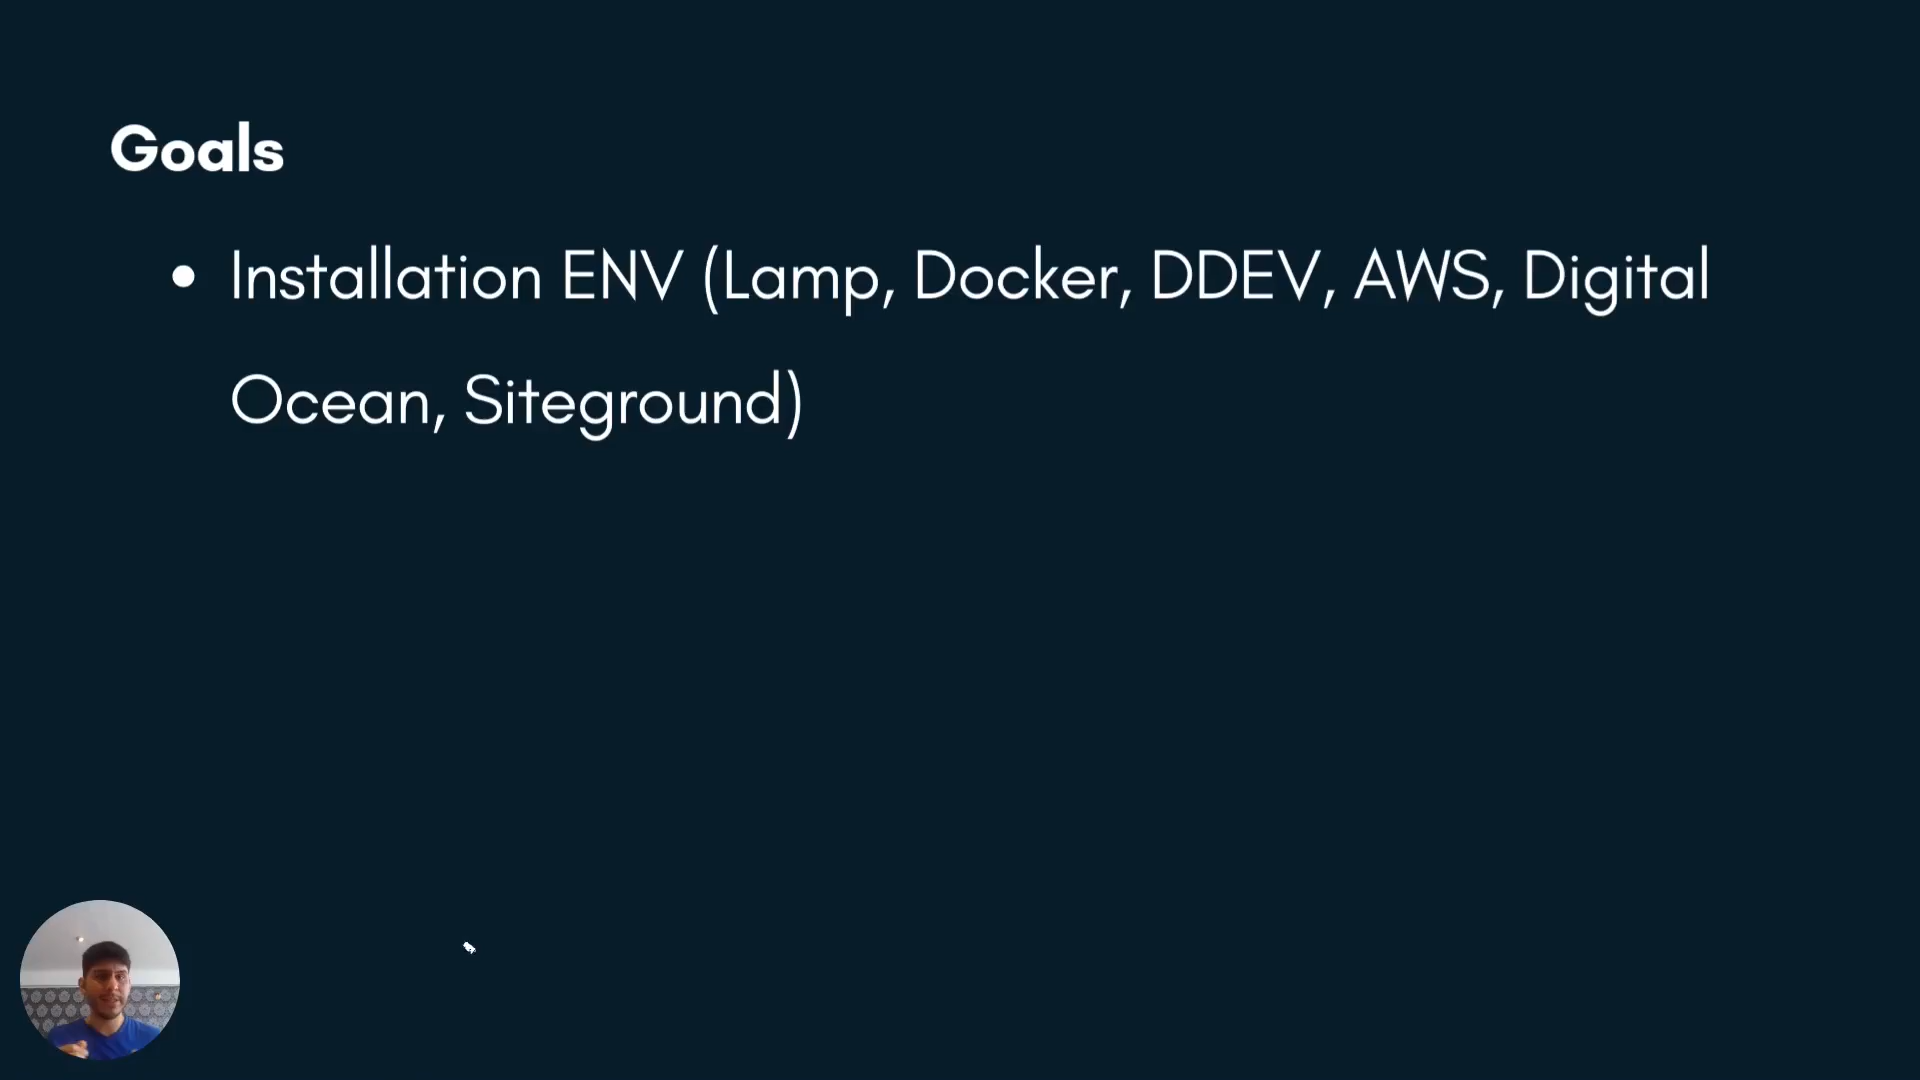 Goals
• Installation ENV (Lamp, Docker, DDEV, AWS, Digital
Ocean, Siteground)